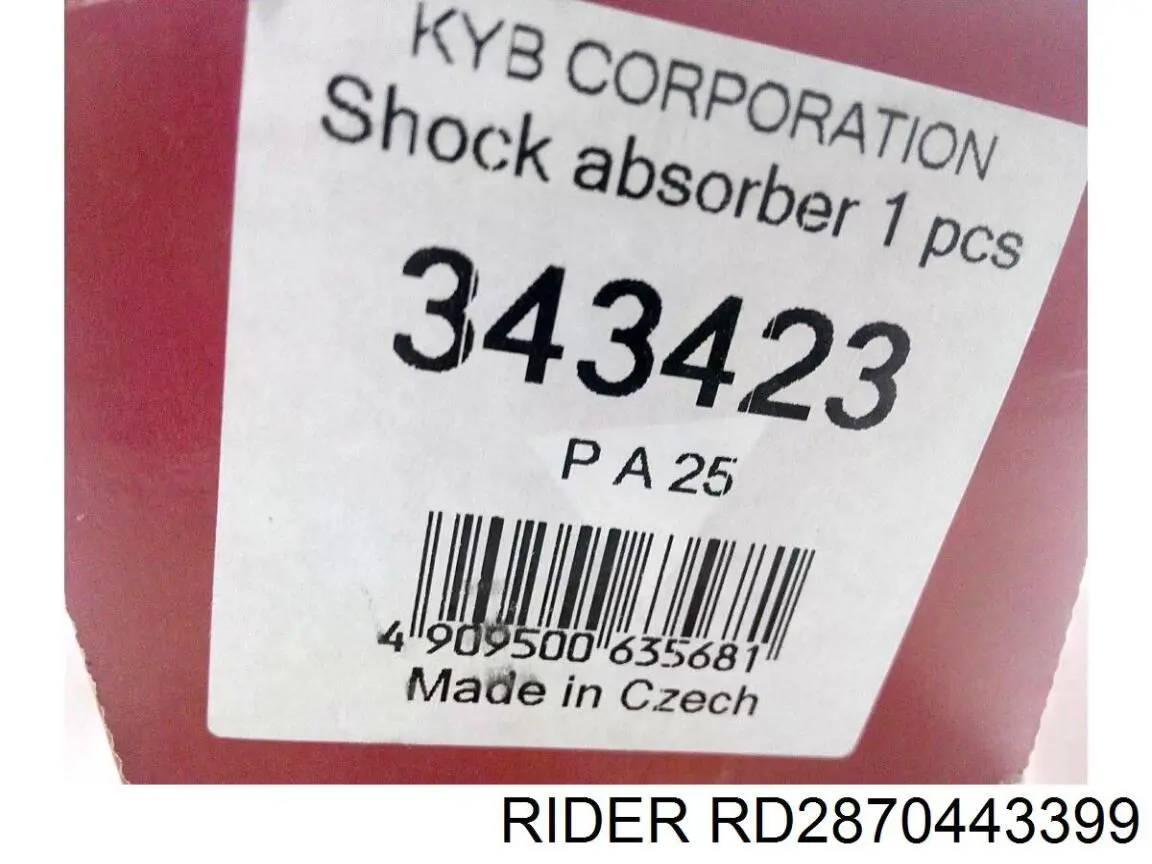 KYB CORPORATION
Shock absorber 1 pcs
343423
P A 25
4 909500 635681
Made in Czech
RIDER RD2870443399